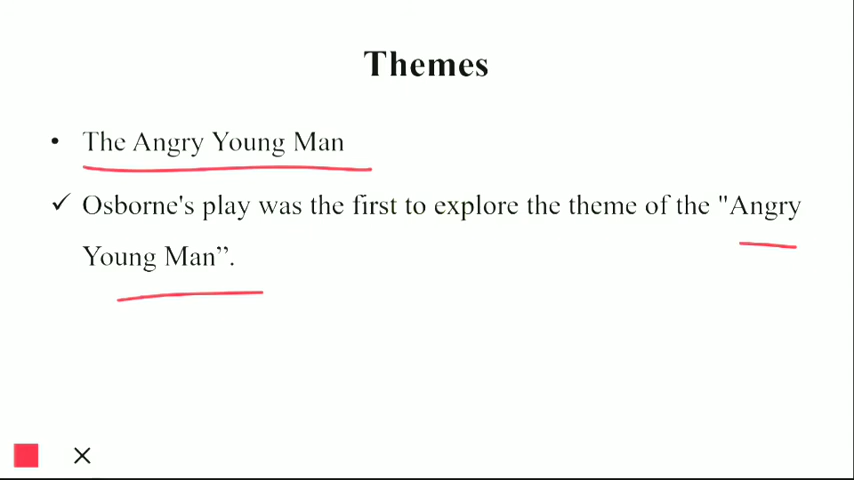 Themes
• The Angry Young Man
✓ Osborne's play was the first to explore the theme of the "Angry
Young Man”.